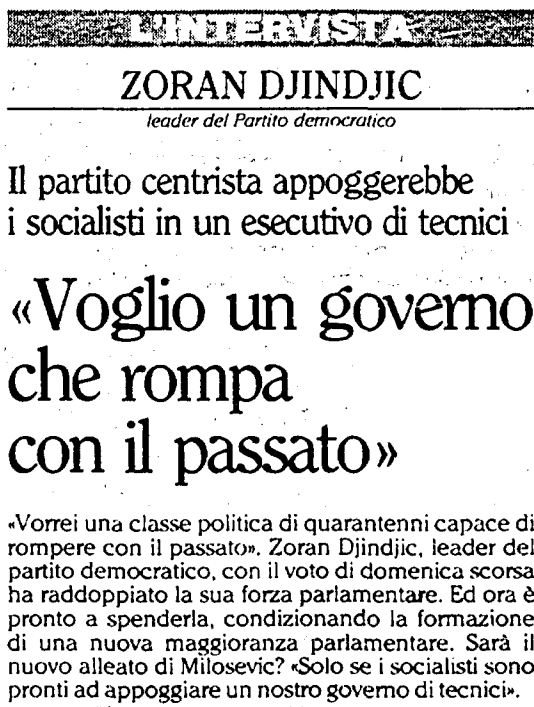 L'INTERVISTA
ZORAN DJINDJIC
leader del Partito democratico
Il partito centrista appoggerebbe
i socialisti in un esecutivo di tecnici
«Voglio un governo
che rompa
con il passato»
«Vorrei una classe politica di quarantenni capace di
rompere con il passato». Zoran Djindjic, leader del
partito democratico, con il voto di domenica scorsa
ha raddoppiato la sua forza parlamentare. Ed ora è
pronto a spenderla, condizionando la formazione
di una nuova maggioranza parlamentare. Sarà il
nuovo alleato di Milosevic? «Solo se i socialisti sono
pronti ad appoggiare un nostro governo di tecnici».